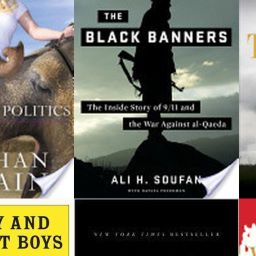 THE
BLACK BANNERS
POLITICS
The Inside Story of 9/11 and
the War Against al-Qaeda
HAN
AIN
ALI H. SOUFAN
WITH DANIEL FREEDMAN
Y AND
T BOYS
NEW YORK TIMES BESTSELLER